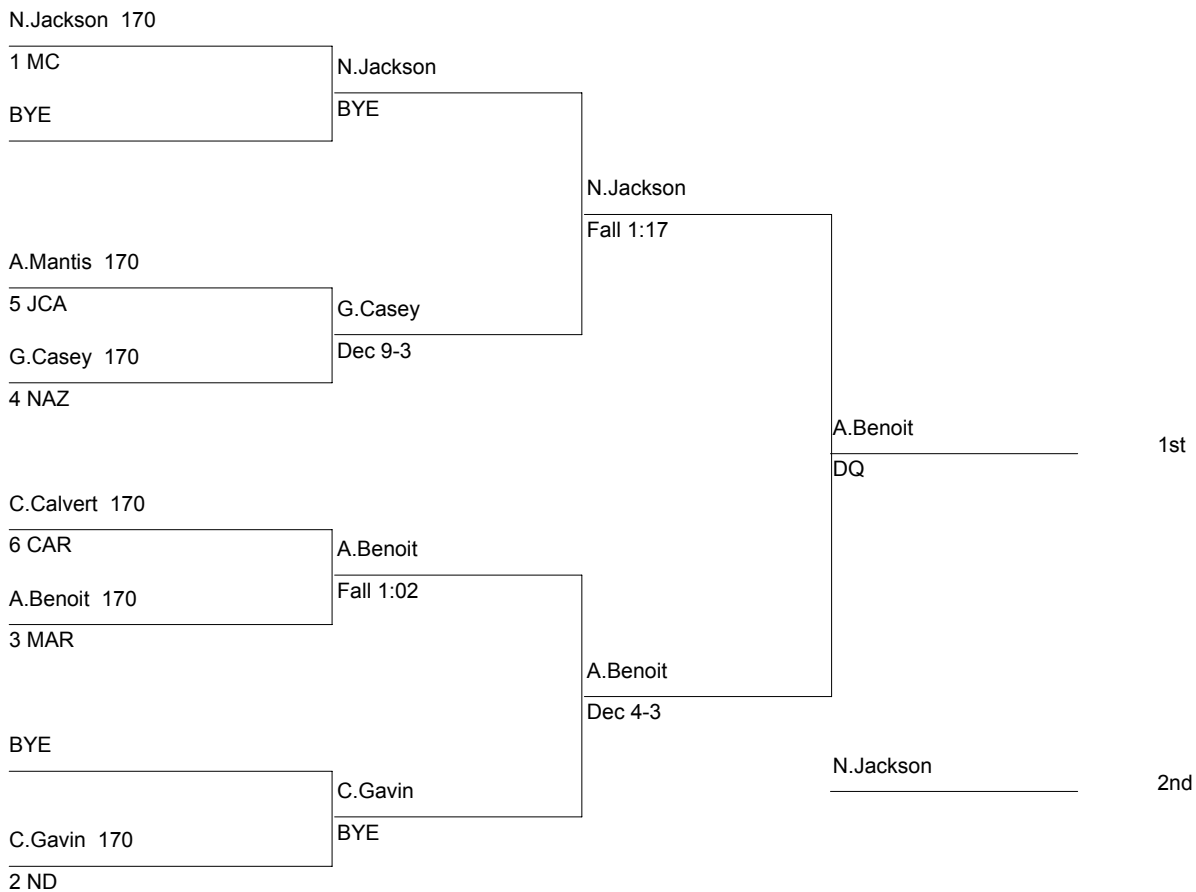 N.Jackson 170
1 MC
N.Jackson
BYE
BYE
N.Jackson
Fall 1:17
A.Mantis 170
5 JCA
G.Casey
G.Casey 170
Dec 9-3
4 NAZ
A.Benoit
1st
DQ
C.Calvert 170
6 CAR
A.Benoit
A.Benoit 170
Fall 1:02
3 MAR
A.Benoit
Dec 4-3
BYE
N.Jackson
2nd
C.Gavin
C.Gavin 170
BYE
2 ND